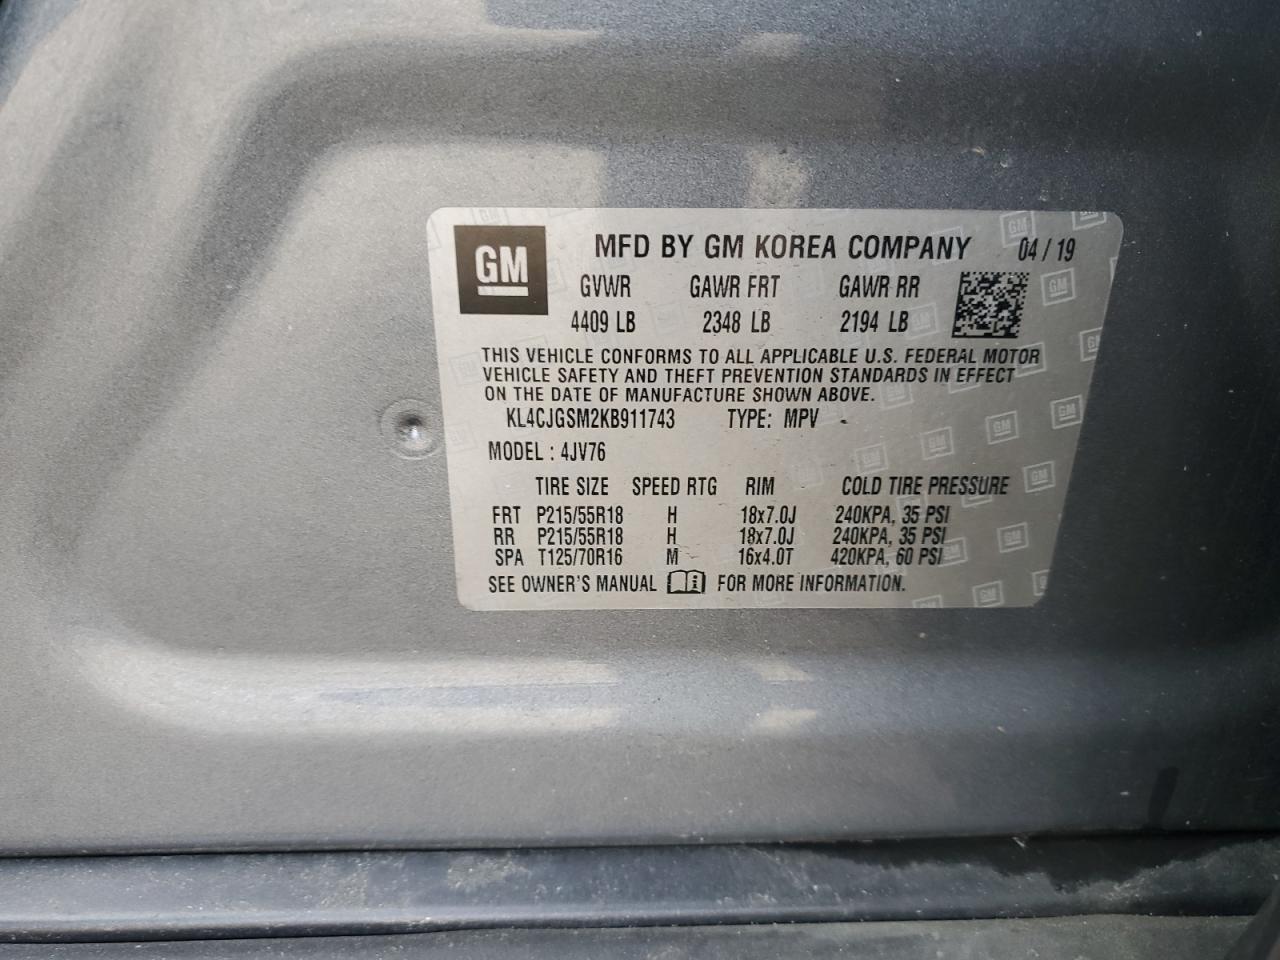 GM MFD BY GM KOREA COMPANY 04 / 19
GVWR GAWR FRT GAWR RR
4409 LB 2348 LB 2194 LB
THIS VEHICLE CONFORMS TO ALL APPLICABLE U.S. FEDERAL MOTOR
VEHICLE SAFETY AND THEFT PREVENTION STANDARDS IN EFFECT
ON THE DATE OF MANUFACTURE SHOWN ABOVE.
KL4CJGSM2KB911743 TYPE: MPV
MODEL : 4JV76
TIRE SIZE SPEED RTG RIM COLD TIRE PRESSURE
FRT P215/55R18 H 18x7.0J 240KPA, 35 PSI
RR P215/55R18 H 18x7.0J 240KPA, 35 PSI
SPA T125/70R16 M 16x4.0T 420KPA, 60 PSI
SEE OWNER'S MANUAL FOR MORE INFORMATION.